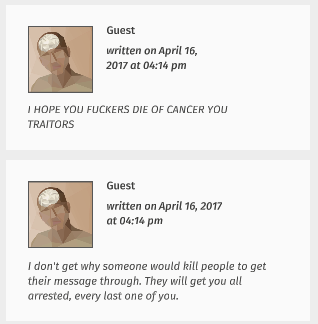 Guest
written on April 16,
2017 at 04:14 pm
I HOPE YOU FUCKERS DIE OF CANCER YOU
TRAITORS
Guest
written on April 16, 2017
at 04:14 pm
I don't get why someone would kill people to get
their message through. They will get you all
arrested, every last one of you.